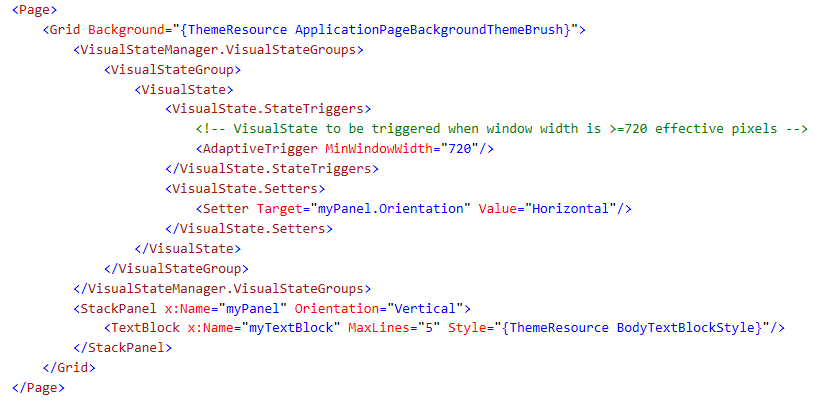 <Page>
    <Grid Background="{ThemeResource ApplicationPageBackgroundThemeBrush}">
        <VisualStateManager.VisualStateGroups>
            <VisualStateGroup>
                <VisualState>
                    <VisualState.StateTriggers>
                        <!-- VisualState to be triggered when window width is >=720 effective pixels -->
                        <AdaptiveTrigger MinWindowWidth="720"/>
                    </VisualState.StateTriggers>
                    <VisualState.Setters>
                        <Setter Target="myPanel.Orientation" Value="Horizontal"/>
                    </VisualState.Setters>
                </VisualState>
            </VisualStateGroup>
        </VisualStateManager.VisualStateGroups>
        <StackPanel x:Name="myPanel" Orientation="Vertical">
            <TextBlock x:Name="myTextBlock" MaxLines="5" Style="{ThemeResource BodyTextBlockStyle}"/>
        </StackPanel>
    </Grid>
</Page>